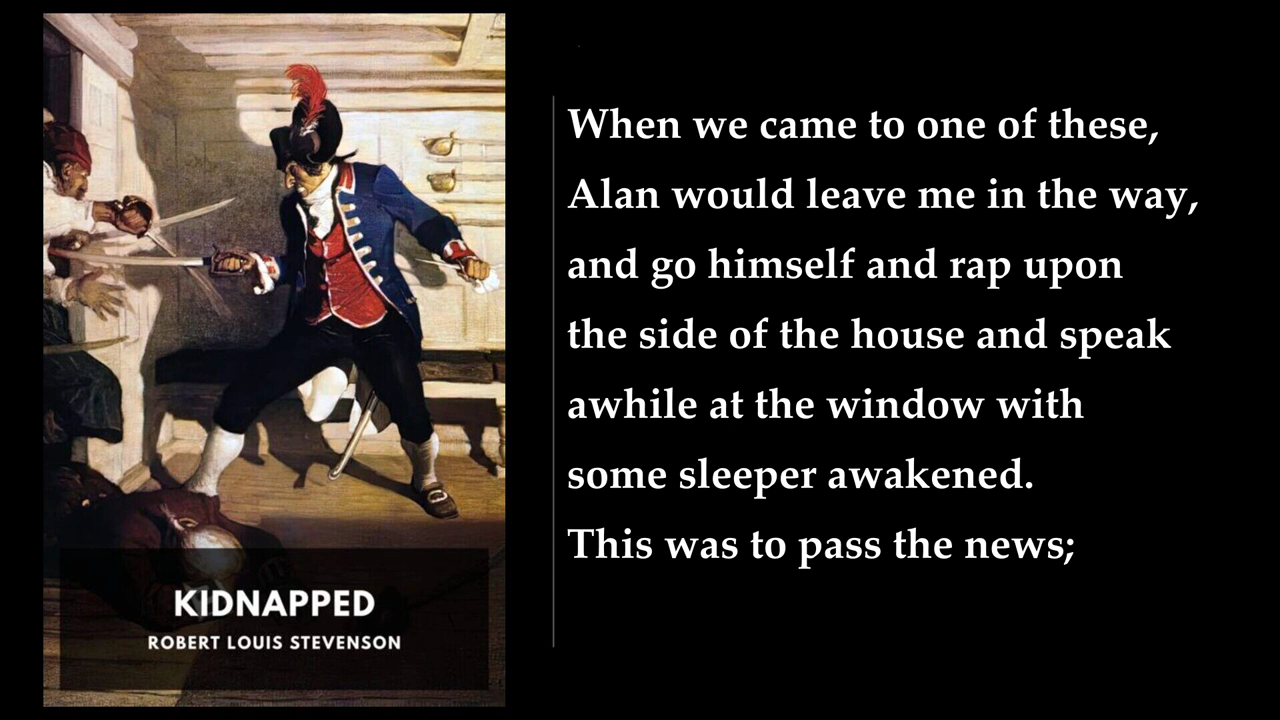 When we came to one of these,
Alan would leave me in the way,
and go himself and rap upon
the side of the house and speak
awhile at the window with
some sleeper awakened.
This was to pass the news;
KIDNAPPED
ROBERT LOUIS STEVENSON